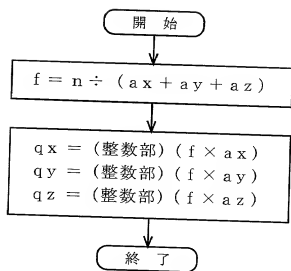 開　始
f＝n÷（ax＋ay＋az）
qx＝(整数部)(f×ax)
qy＝(整数部)(f×ay)
qz＝(整数部)(f×az)
終　了